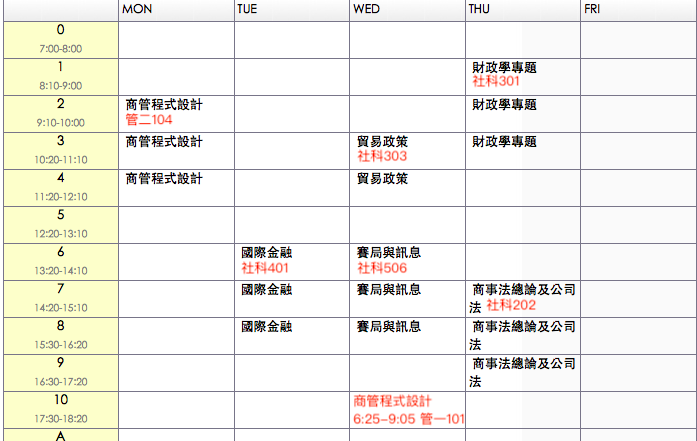 MON TUE WED THU FRI
0
7:00-8:00
1 財政學專題
8:10-9:00 社科301
2 商管程式設計 財政學專題
9:10-10:00 管二104
3 商管程式設計 貿易政策 財政學專題
10:20-11:10 社科303
4 商管程式設計 貿易政策
11:20-12:10
5
12:20-13:10
6 國際金融 賽局與訊息
13:20-14:10 社科401 社科506
7 國際金融 賽局與訊息 商事法總論及公司
14:20-15:10 法 社科202
8 國際金融 賽局與訊息 商事法總論及公司
15:30-16:20 法
9 商事法總論及公司
16:30-17:20 法
10 商管程式設計
17:30-18:20 6:25-9:05 管一101
A